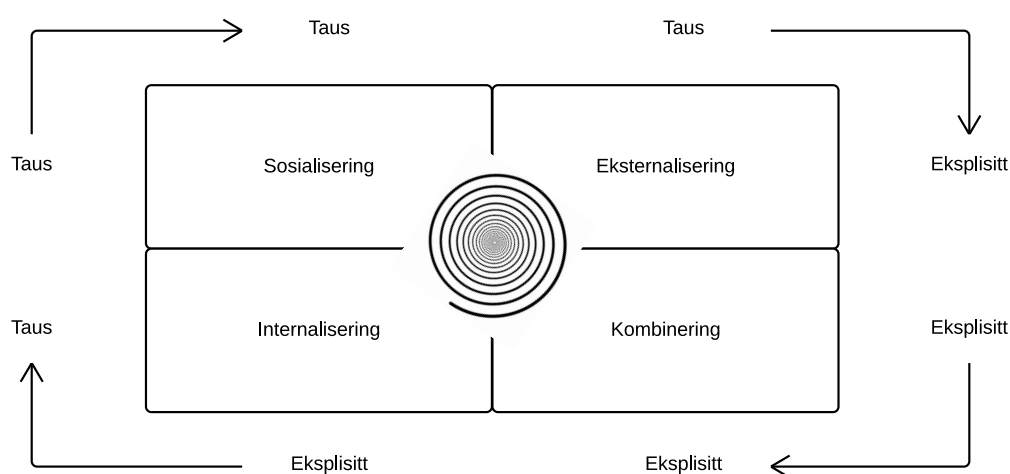 Taus Taus
Taus Sosialisering Eksternalisering Eksplisitt
Taus Internalisering Kombinering Eksplisitt
Eksplisitt Eksplisitt